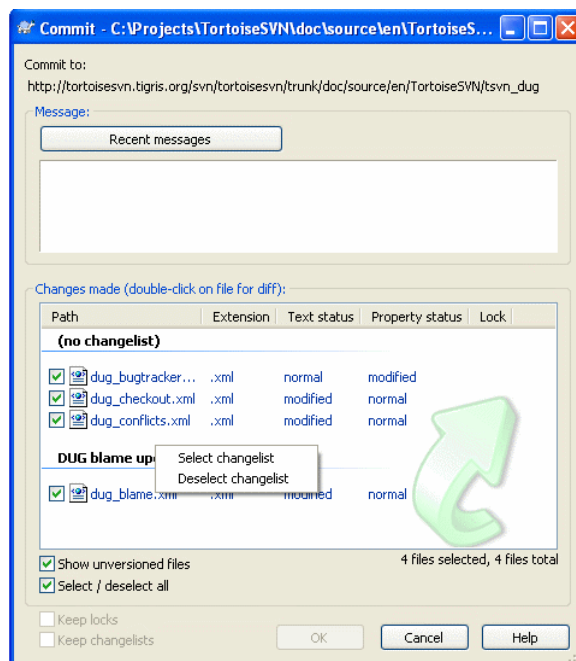 Commit - C:\Projects\TortoiseSVN\doc\source\en\TortoiseS...
Commit to:
http://tortoisesvn.tigris.org/svn/tortoisesvn/trunk/doc/source/en/TortoiseSVN/tsvn_dug
Message:
Recent messages
Changes made (double-click on file for diff):
Path Extension Text status Property status Lock
(no changelist)
dug_bugtracker... .xml normal modified
dug_checkout.xml .xml modified normal
dug_conflicts.xml .xml modified normal
DUG blame
Select changelist
Deselect changelist
dug_blame.xml .xml modified normal
Show unversioned files
4 files selected, 4 files total
Select / deselect all
Keep locks
Keep changelists
OK Cancel Help